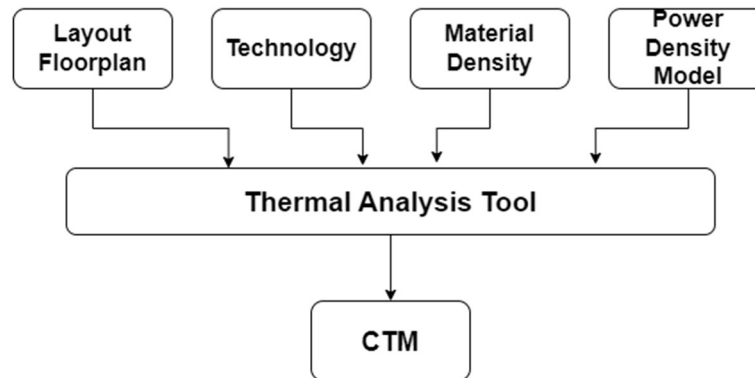 Layout
Floorplan
Technology
Material
Density
Power
Density
Model
Thermal Analysis Tool
CTM